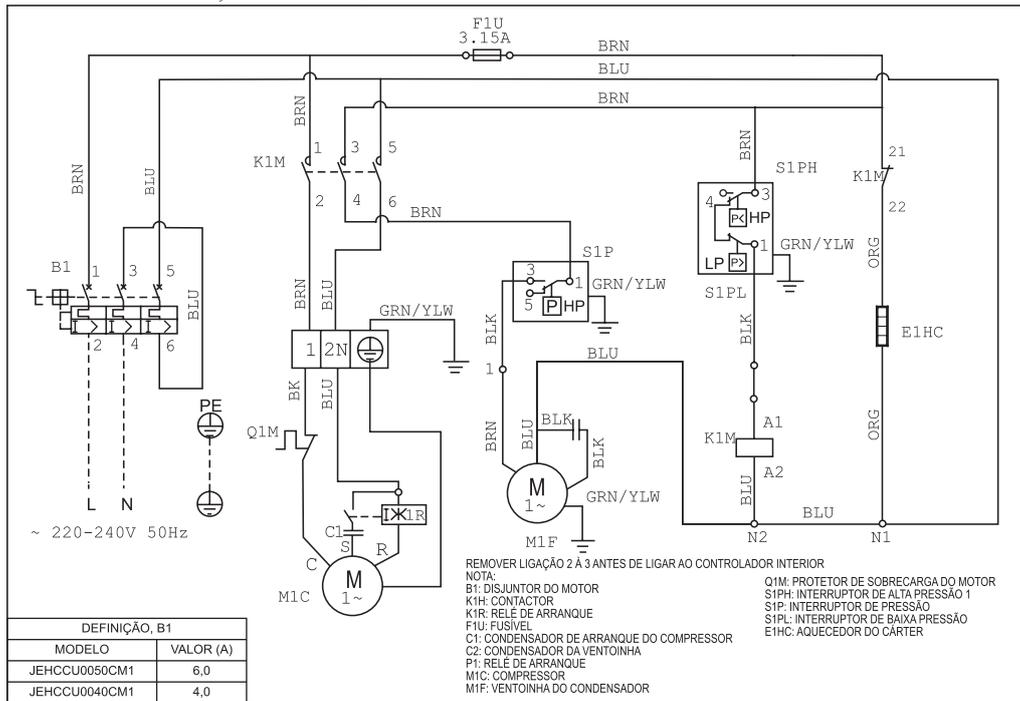 F1U
3.15A
BRN
BLU
BRN
BRN
BLU
BRN
K1M
1 3 5
2 4 6
BRN
BRN
S1PH
4 3
P< HP
LP P>
1
S1PL
GRN/YLW
21
K1M
22
ORG
E1HC
ORG
B1
1 3 5
2 4 6
BLU
S1P
3 1
5
P HP
GRN/YLW
BLK
1
BRN
BLU
BLU
BLK
BLK
GRN/YLW
M
1~
M1F
BRN
BLU
GRN/YLW
1 2N
BK
BLU
Q1M
1R
C1
S
C R
M
1~
M1C
PE
L N
~ 220-240V 50Hz
A1
K1M
A2
BLU
BLU
N2 N1
REMOVER LIGAÇÃO 2 À 3 ANTES DE LIGAR AO CONTROLADOR INTERIOR
NOTA:
B1: DISJUNTOR DO MOTOR
K1H: CONTACTOR
K1R: RELÉ DE ARRANQUE
F1U: FUSÍVEL
C1: CONDENSADOR DE ARRANQUE DO COMPRESSOR
C2: CONDENSADOR DA VENTOINHA
P1: RELÉ DE ARRANQUE
M1C: COMPRESSOR
M1F: VENTOINHA DO CONDENSADOR
Q1M: PROTETOR DE SOBRECARGA DO MOTOR
S1PH: INTERRUPTOR DE ALTA PRESSÃO 1
S1P: INTERRUPTOR DE PRESSÃO
S1PL: INTERRUPTOR DE BAIXA PRESSÃO
E1HC: AQUECEDOR DO CÁRTER
DEFINIÇÃO, B1
MODELO VALOR (A)
JEHCCU0050CM1 6,0
JEHCCU0040CM1 4,0